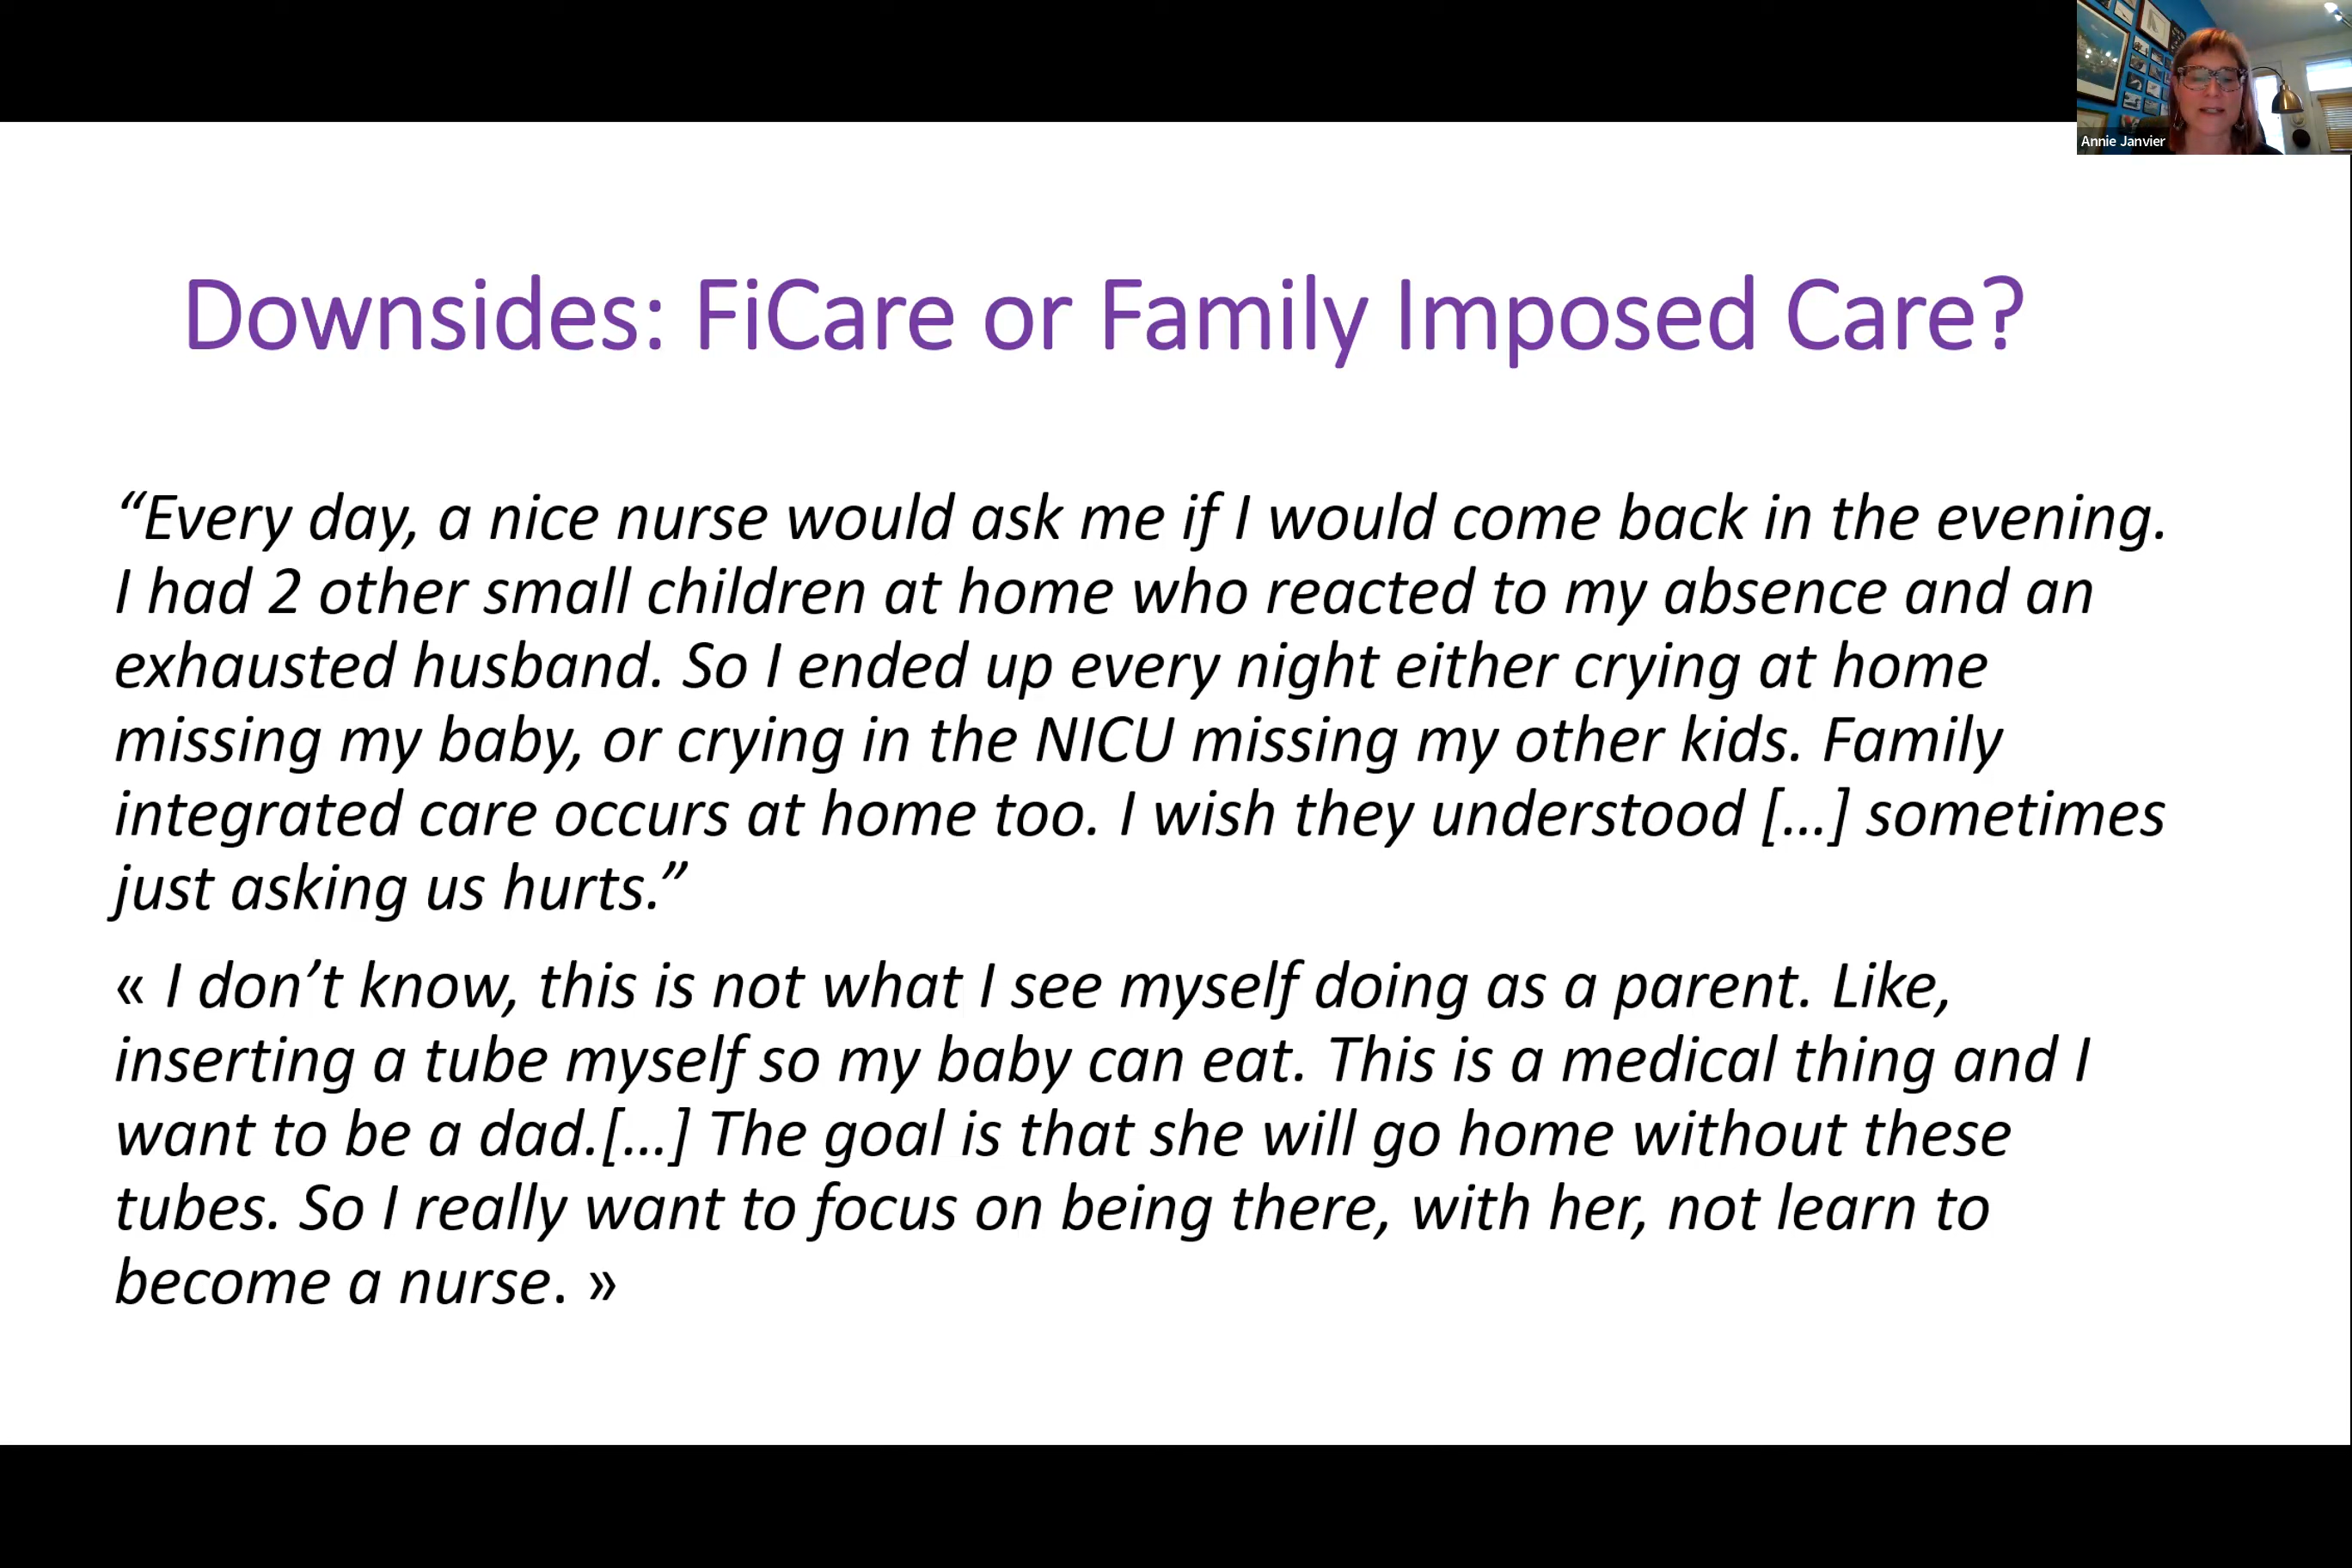 Annie Janvier
Downsides: FiCare or Family Imposed Care?
“Every day, a nice nurse would ask me if I would come back in the evening.
I had 2 other small children at home who reacted to my absence and an
exhausted husband. So I ended up every night either crying at home
missing my baby, or crying in the NICU missing my other kids. Family
integrated care occurs at home too. I wish they understood […] sometimes
just asking us hurts.”
« I don’t know, this is not what I see myself doing as a parent. Like,
inserting a tube myself so my baby can eat. This is a medical thing and I
want to be a dad.[…] The goal is that she will go home without these
tubes. So I really want to focus on being there, with her, not learn to
become a nurse. »